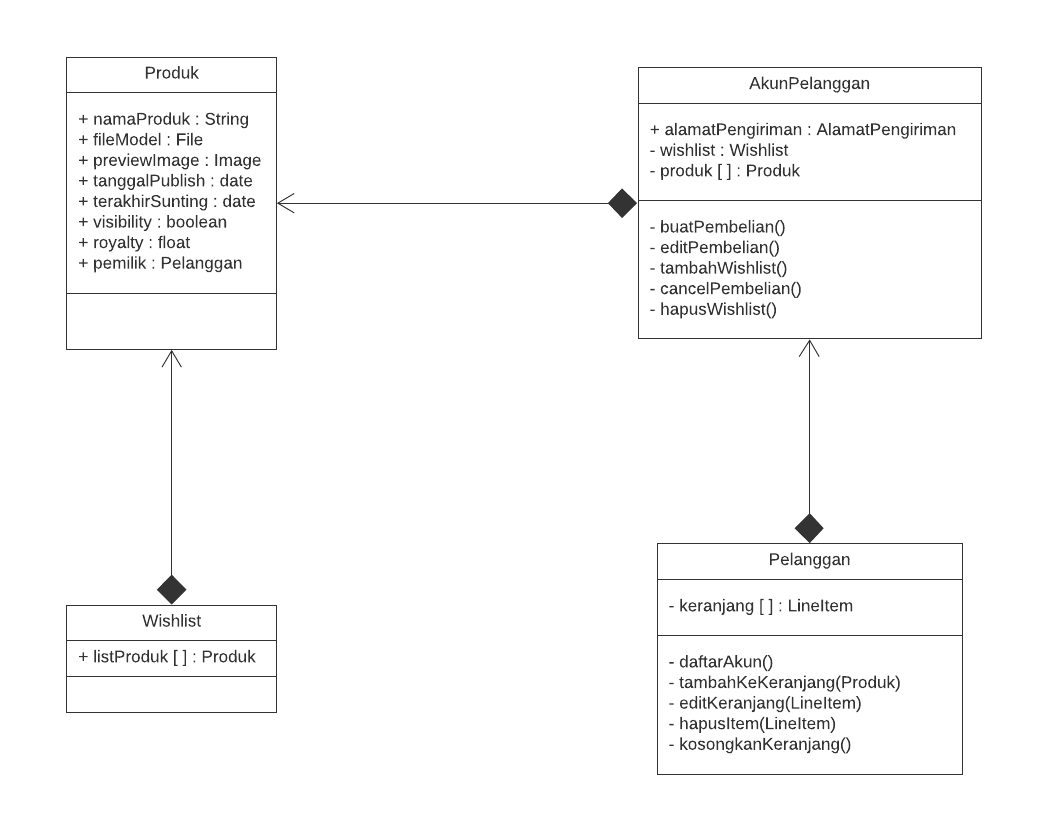 Produk
+ namaProduk : String
+ fileModel : File
+ previewImage : Image
+ tanggalPublish : date
+ terakhirSunting : date
+ visibility : boolean
+ royalty : float
+ pemilik : Pelanggan
AkunPelanggan
+ alamatPengiriman : AlamatPengiriman
- wishlist : Wishlist
- produk [ ] : Produk
- buatPembelian()
- editPembelian()
- tambahWishlist()
- cancelPembelian()
- hapusWishlist()
Wishlist
+ listProduk [ ] : Produk
Pelanggan
- keranjang [ ] : LineItem
- daftarAkun()
- tambahKeKeranjang(Produk)
- editKeranjang(LineItem)
- hapusItem(LineItem)
- kosongkanKeranjang()